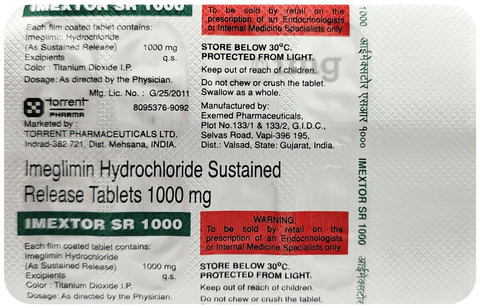 IMEXTOR SR 1000
Each film coated tablet contains:
Imeglimin Hydrochloride
(As Sustained Release) 1000 mg
Excipients q.s.
Color : Titanium Dioxide I.P.
Dosage: As directed by the Physician.
Mfg. Lic. No. : G/25/2011
torrent 8095376-9092
PHARMA
Marketed by :
TORRENT PHARMACEUTICALS LTD.
Indrad-382 721, Dist. Mehsana, INDIA.
To be sold by retail on the
prescription of an Endocrinologists
or Internal Medicine Specialists only
STORE BELOW 30°C.
PROTECTED FROM LIGHT.
Keep out of reach of children.
Do not chew or crush the tablet.
Swallow as a whole.
Manufactured by:
Exemed Pharmaceuticals,
Plot No.133/1 & 133/2, G.I.D.C.,
Selvas Road, Vapi-396 195,
Dist.: Valsad, State: Gujarat, India.
Imeglimin Hydrochloride Sustained
Release Tablets 1000 mg
IMEXTOR SR 1000
Each film coated tablet contains:
Imeglimin Hydrochloride
(As Sustained Release) 1000 mg
Excipients q.s.
Color : Titanium Dioxide I.P.
Dosage: As directed by the Physician.
WARNING:
To be sold by retail on the
prescription of an Endocrinologists
or Internal Medicine Specialists only
STORE BELOW 30°C.
PROTECTED FROM LIGHT.
Keep out of reach of children.
Do not chew or crush the tablet.
1000
एसआर १०००
IMEXTOR SR 1000